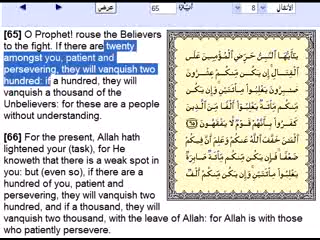 الأنفال 8 آية 65 عرض
[65] O Prophet! rouse the Believers
to the fight. If there are twenty
amongst you, patient and
persevering, they will vanquish two
hundred: if a hundred, they will
vanquish a thousand of the
Unbelievers: for these are a people
without understanding.
[66] For the present, Allah hath
lightened your (task), for He
knoweth that there is a weak spot in
you: but (even so), if there are a
hundred of you, patient and
persevering, they will vanquish two
hundred, and if a thousand, they will
vanquish two thousand, with the leave of Allah: for Allah is with those
who patiently persevere.
يَٰٓأَيُّهَا ٱلنَّبِىُّ حَرِّضِ ٱلْمُؤْمِنِينَ عَلَى
ٱلْقِتَالِ إِن يَكُن مِّنكُمْ عِشْرُونَ
صَٰبِرُونَ يَغْلِبُوا۟ مِا۟ئَتَيْنِ وَإِن يَكُن
مِّنكُم مِّا۟ئَةٌ يَغْلِبُوٓا۟ أَلْفًا مِّنَ ٱلَّذِينَ
كَفَرُوا۟ بِأَنَّهُمْ قَوْمٌ لَّا يَفْقَهُونَ ٦٥
ٱلْـَٰٔنَ خَفَّفَ ٱللَّهُ عَنكُمْ وَعَلِمَ أَنَّ فِيكُمْ
ضَعْفًا فَإِن يَكُن مِّنكُم مِّا۟ئَةٌ صَابِرَةٌ
يَغْلِبُوا۟ مِا۟ئَتَيْنِ وَإِن يَكُن مِّنكُمْ